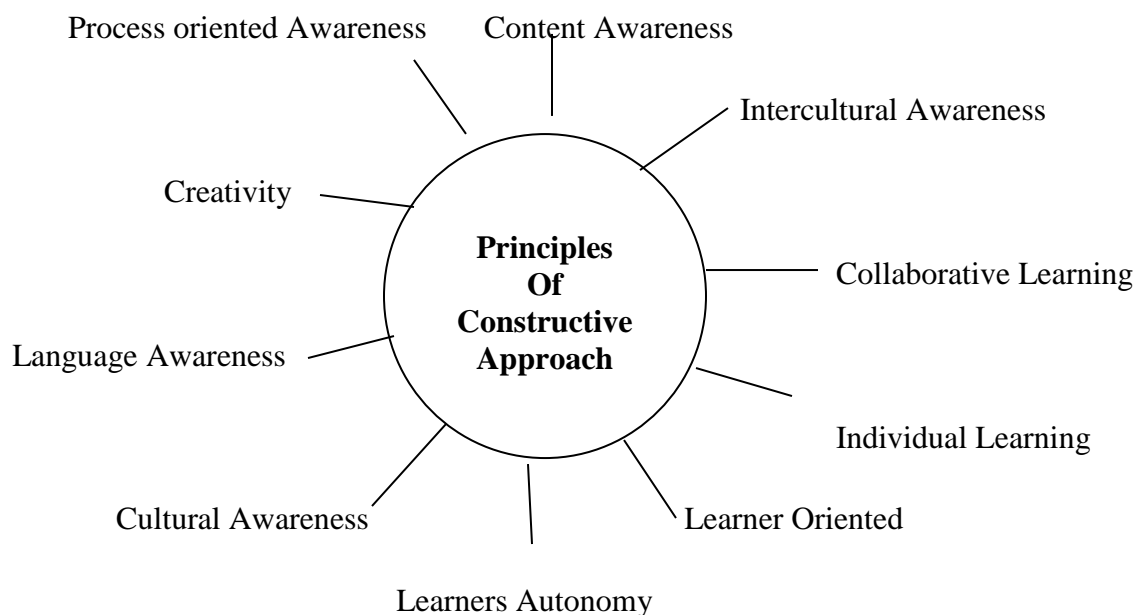 Process oriented Awareness
Content Awareness
Intercultural Awareness
Creativity
Principles
Of
Constructive
Approach
Collaborative Learning
Language Awareness
Individual Learning
Cultural Awareness
Learner Oriented
Learners Autonomy